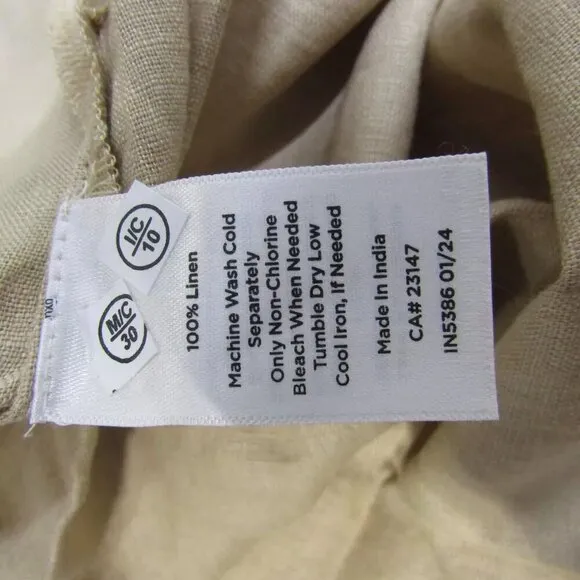 I/C
10
M/C
30
100% Linen
Machine Wash Cold
Separately
Only Non-Chlorine
Bleach When Needed
Tumble Dry Low
Cool Iron, If Needed
Made In India
CA# 23147
IN5386 01/24